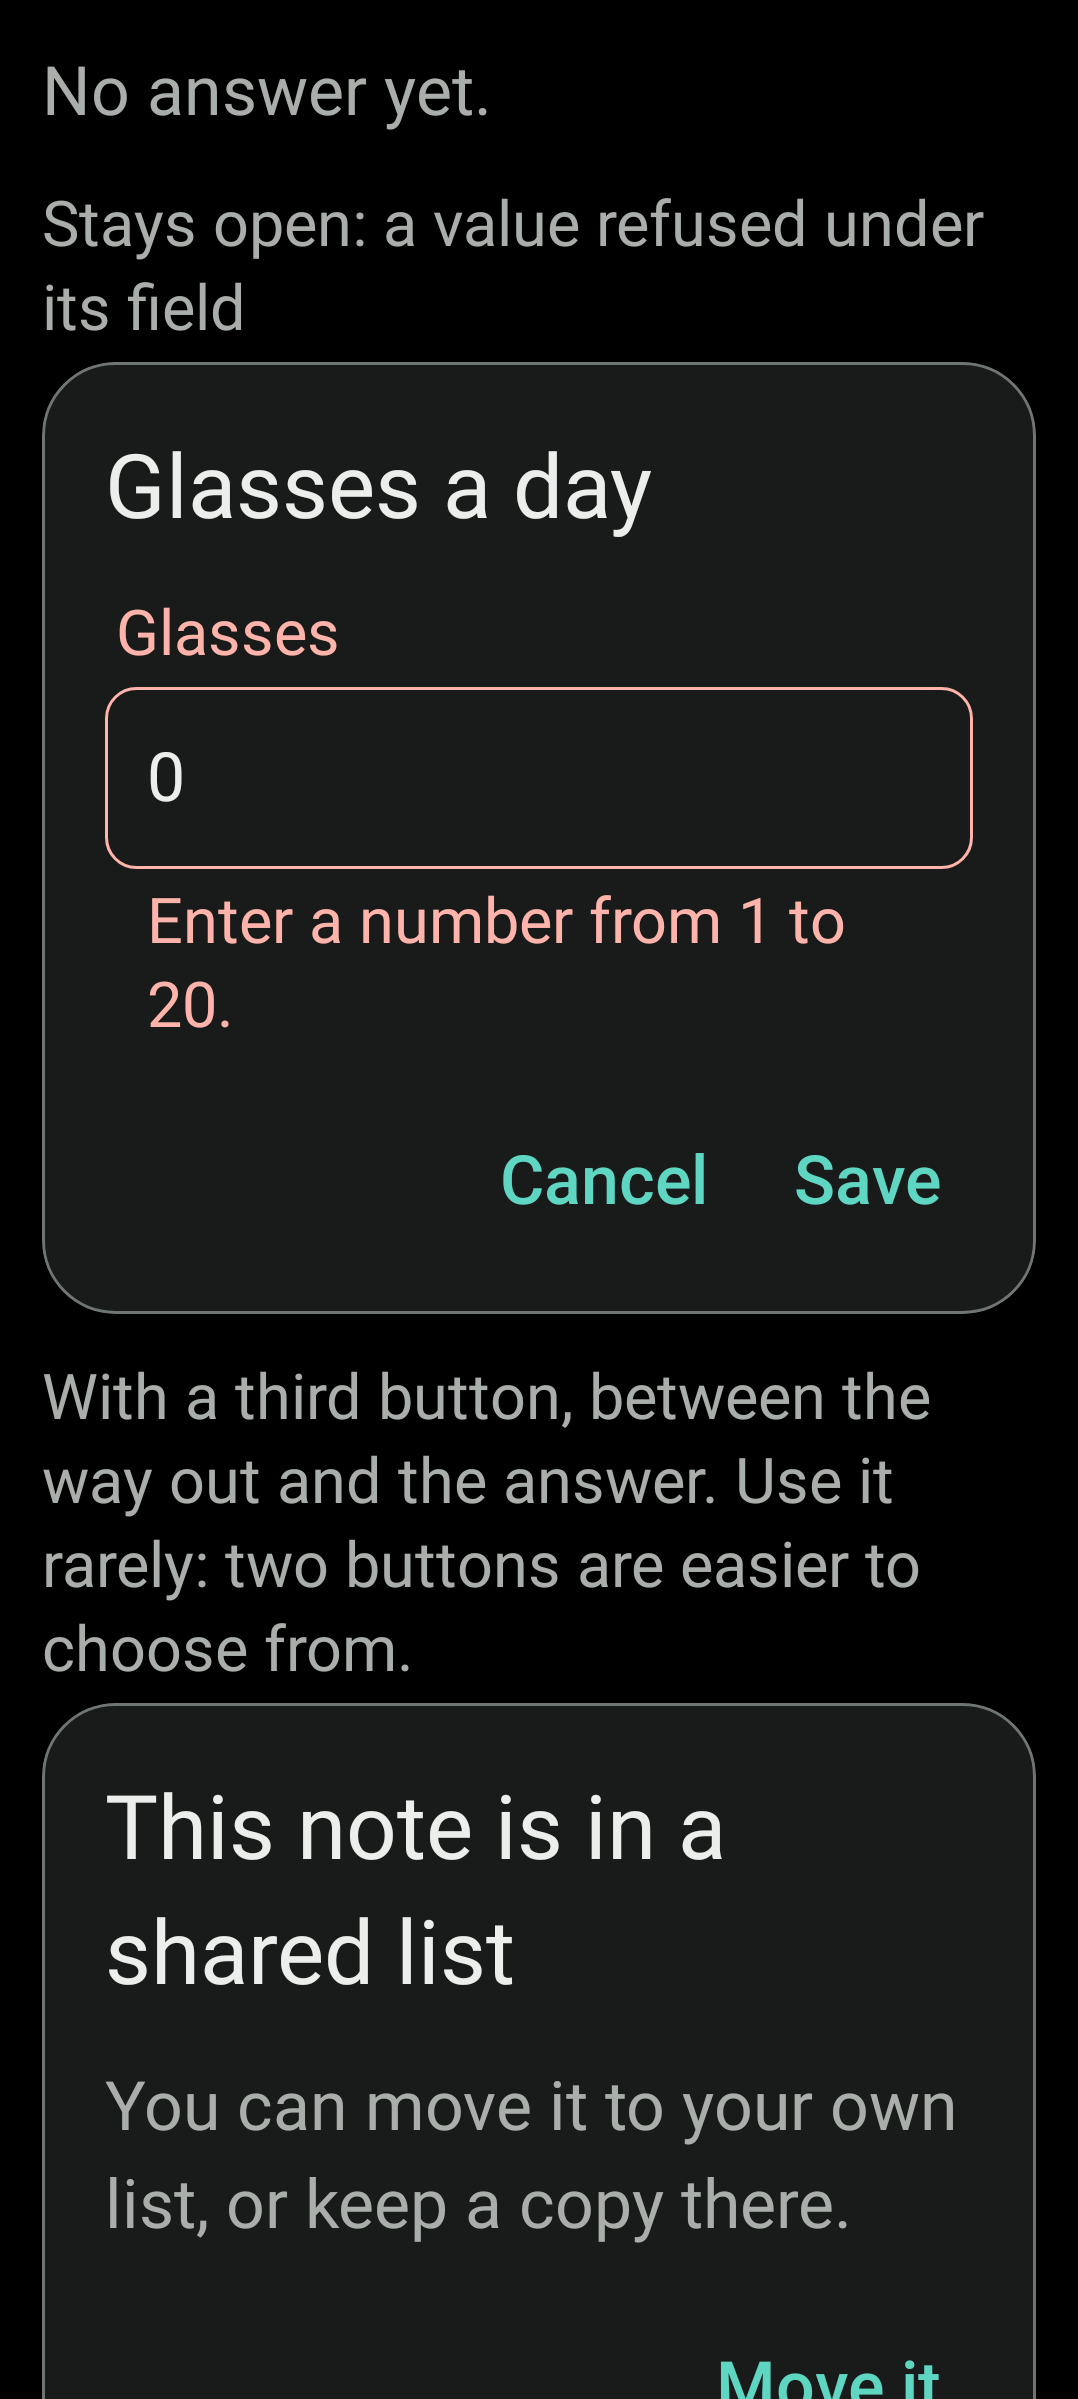 No answer yet.
Stays open: a value refused under
its field
Glasses a day
Glasses
0
Enter a number from 1 to
20.
Cancel Save
With a third button, between the
way out and the answer. Use it
rarely: two buttons are easier to
choose from.
This note is in a
shared list
You can move it to your own
list, or keep a copy there.
Move it